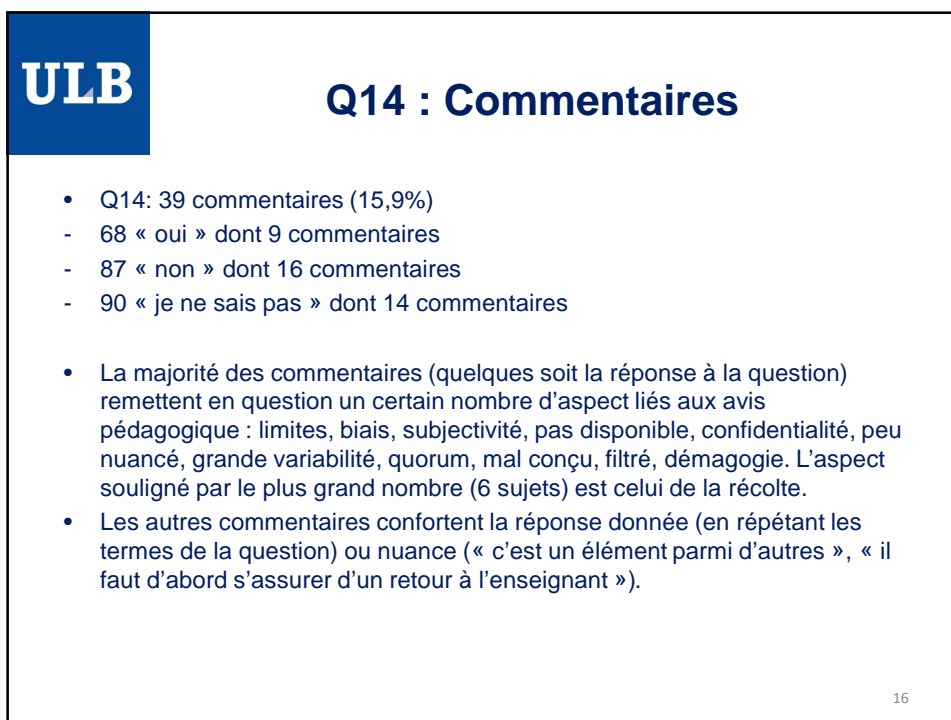 ULB
Q14 : Commentaires
• Q14: 39 commentaires (15,9%)
- 68 « oui » dont 9 commentaires
- 87 « non » dont 16 commentaires
- 90 « je ne sais pas » dont 14 commentaires
• La majorité des commentaires (quelques soit la réponse à la question)
remettent en question un certain nombre d'aspect liés aux avis
pédagogique : limites, biais, subjectivité, pas disponible, confidentialité, peu
nuancé, grande variabilité, quorum, mal conçu, filtré, démagogie. L'aspect
souligné par le plus grand nombre (6 sujets) est celui de la récolte.
• Les autres commentaires confortent la réponse donnée (en répétant les
termes de la question) ou nuance (« c'est un élément parmi d'autres », « il
faut d'abord s'assurer d'un retour à l'enseignant »).
16